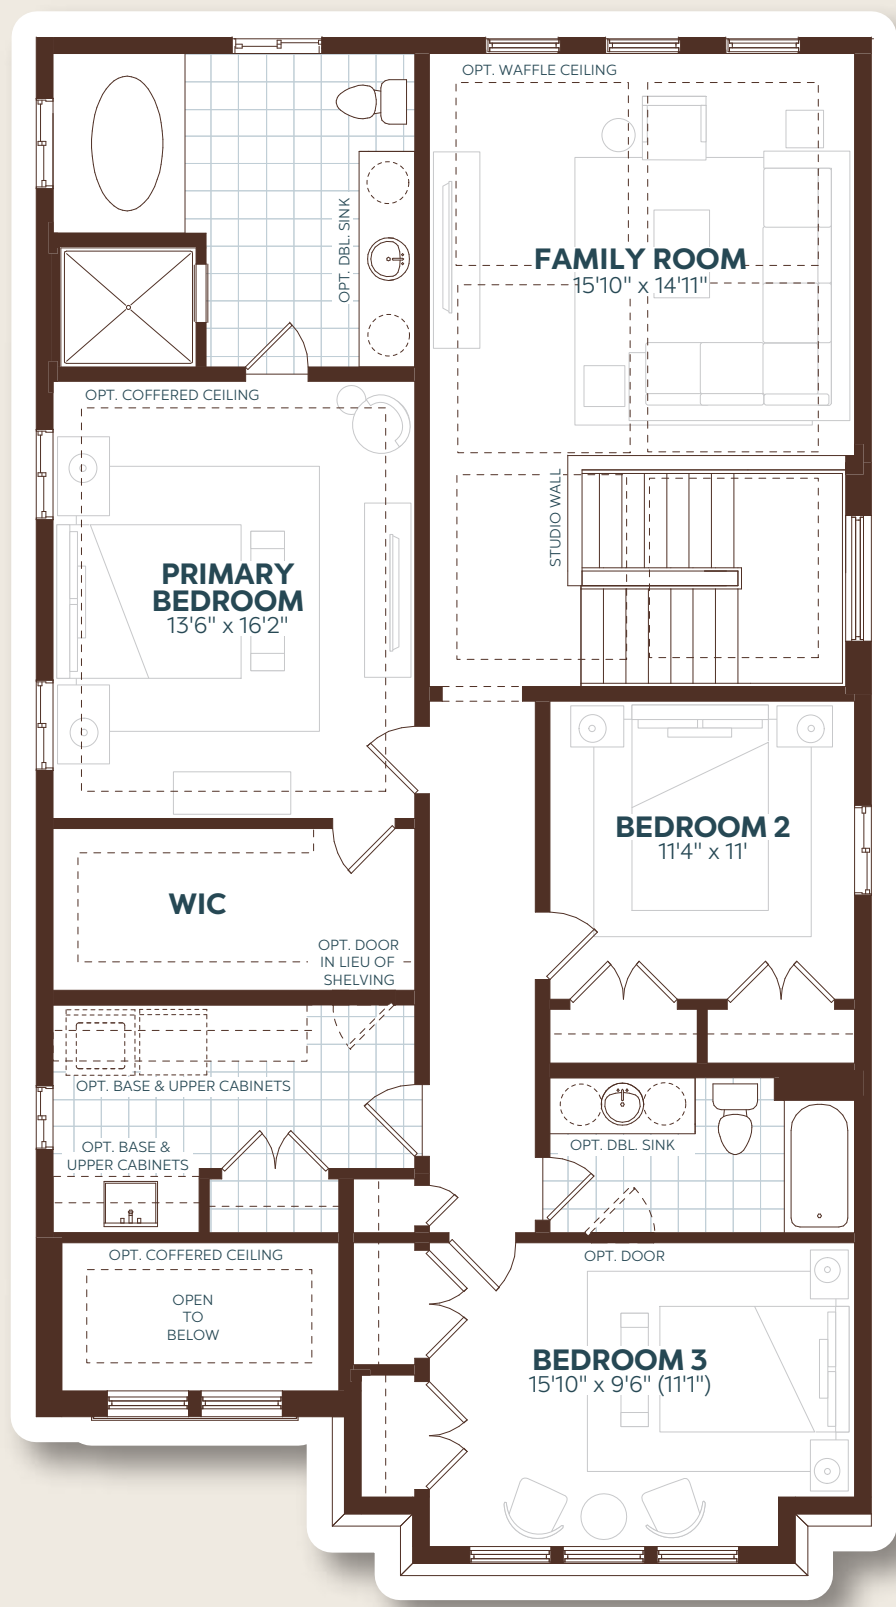 OPT. WAFFLE CEILING
OPT. DBL. SINK
FAMILY ROOM
15'10" x 14'11"
OPT. COFFERED CEILING
STUDIO WALL
PRIMARY
BEDROOM
13'6" x 16'2"
BEDROOM 2
11'4" x 11'
WIC
OPT. DOOR
IN LIEU OF
SHELVING
OPT. BASE & UPPER CABINETS
OPT. BASE &
UPPER CABINETS
OPT. DBL. SINK
OPT. COFFERED CEILING
OPT. DOOR
OPEN
TO
BELOW
BEDROOM 3
15'10" x 9'6" (11'1")